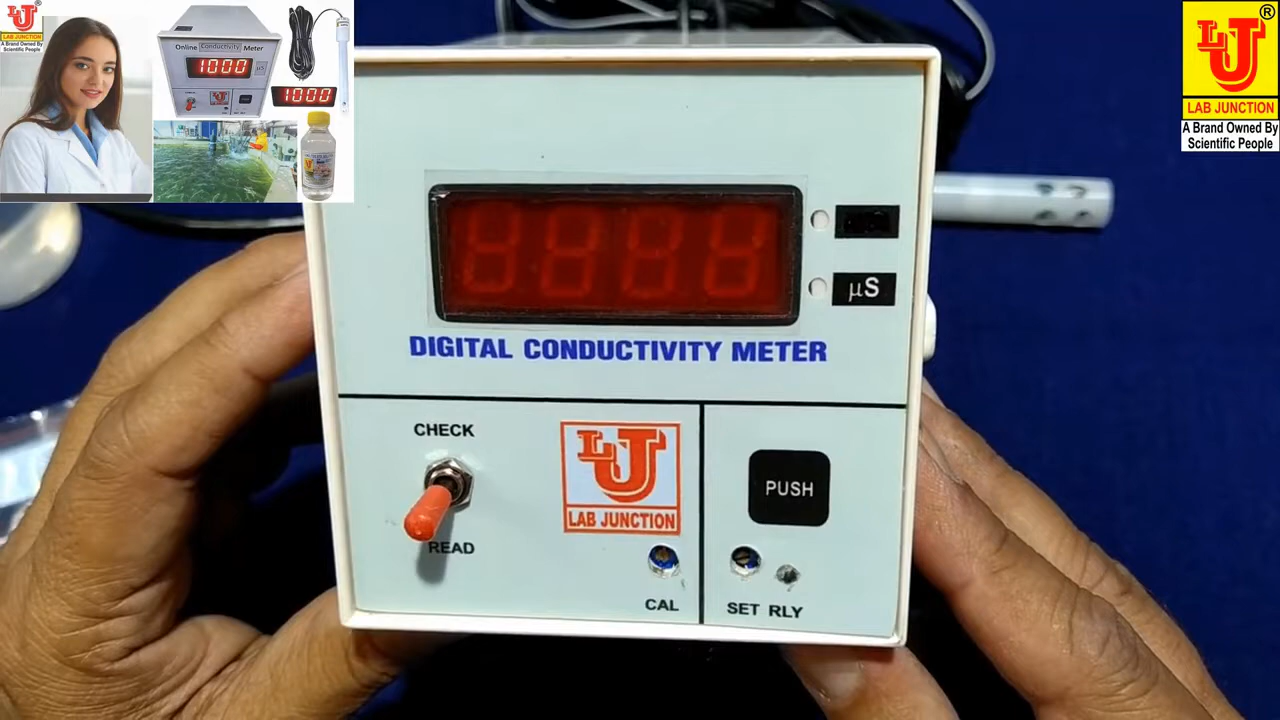 LJ
LAB JUNCTION
A Brand Owned By
Scientific People
Online Conductivity Meter
1000
µS
1000
LJ
®
LAB JUNCTION
A Brand Owned By
Scientific People
µS
DIGITAL CONDUCTIVITY METER
CHECK
READ
LJ
LAB JUNCTION
CAL
PUSH
SET RLY